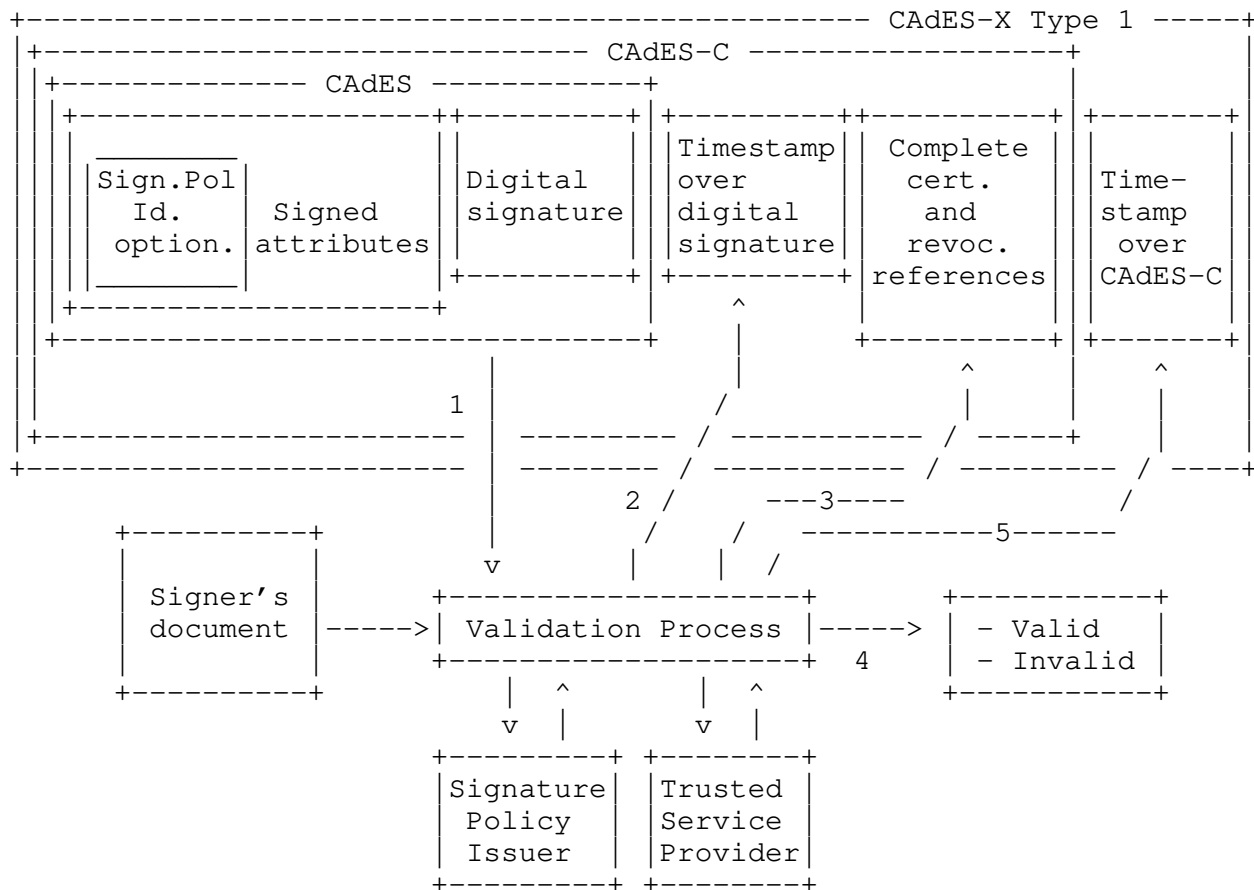 CAdES-X Type 1
CAdES-C
CAdES
Timestamp Complete
Sign.Pol Digital over cert. Time-
Id. Signed signature digital and stamp
option. attributes signature revoc. over
references CAdES-C
1
2 3
5
Signer's
document Validation Process - Valid
4 - Invalid
v v
Signature Trusted
Policy Service
Issuer Provider